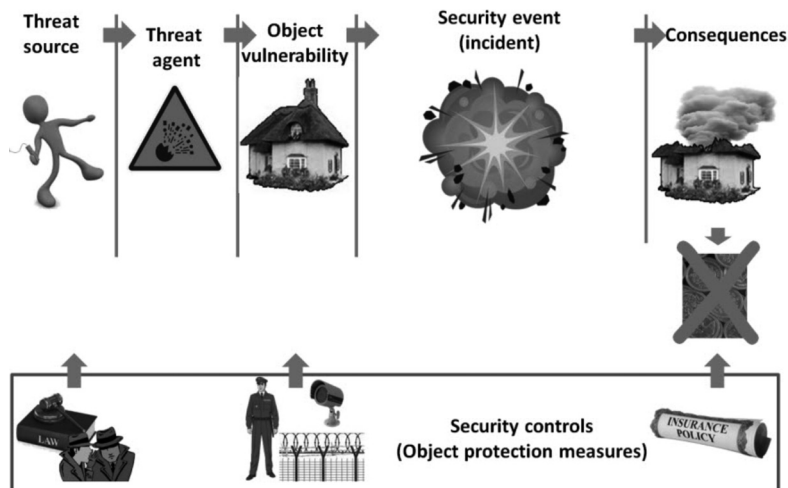 Threat
source
Threat
agent
Object
vulnerability
Security event
(incident)
Consequences
LAW
Security controls
(Object protection measures)
INSURANCE
POLICY